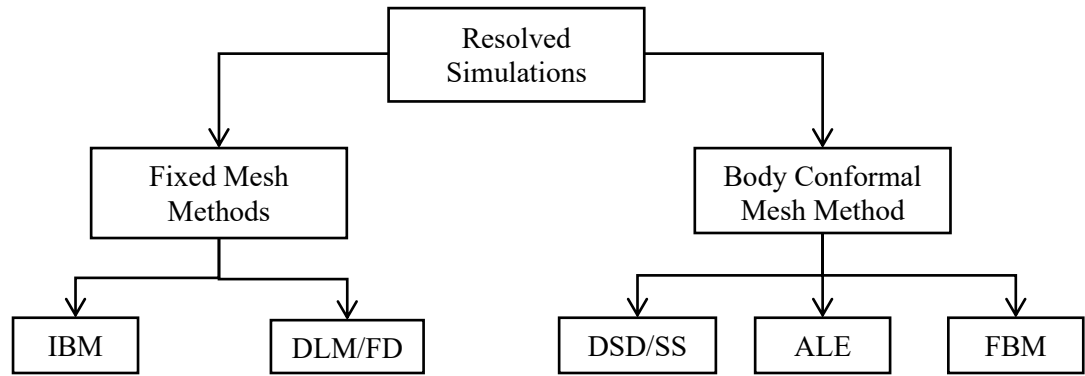 Resolved
Simulations
Fixed Mesh
Methods
Body Conformal
Mesh Method
IBM
DLM/FD
DSD/SS
ALE
FBM